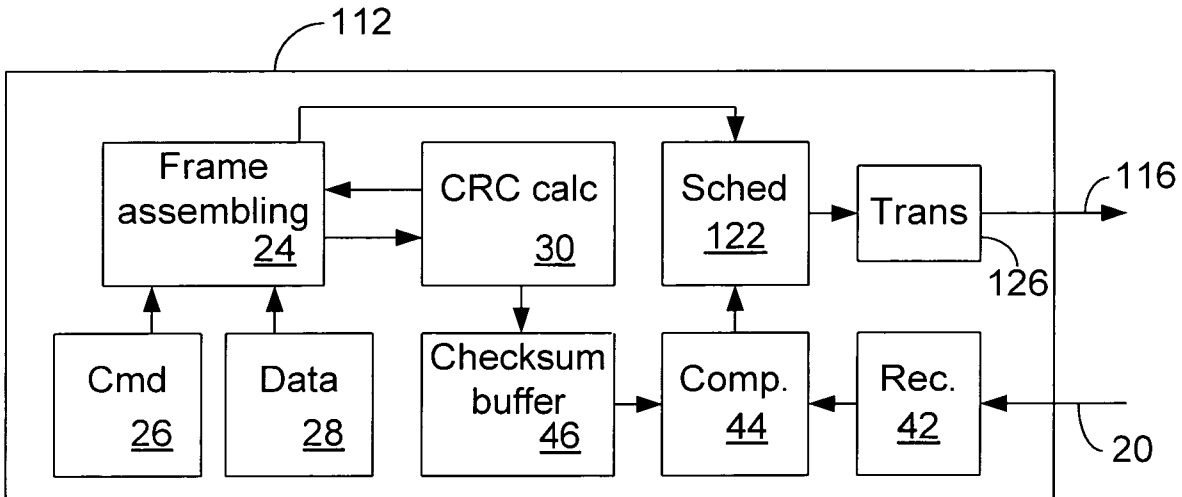 112
Frame
assembling
24
CRC calc
30
Sched
122
Trans
116
126
Cmd
26
Data
28
Checksum
buffer
46
Comp.
44
Rec.
42
20